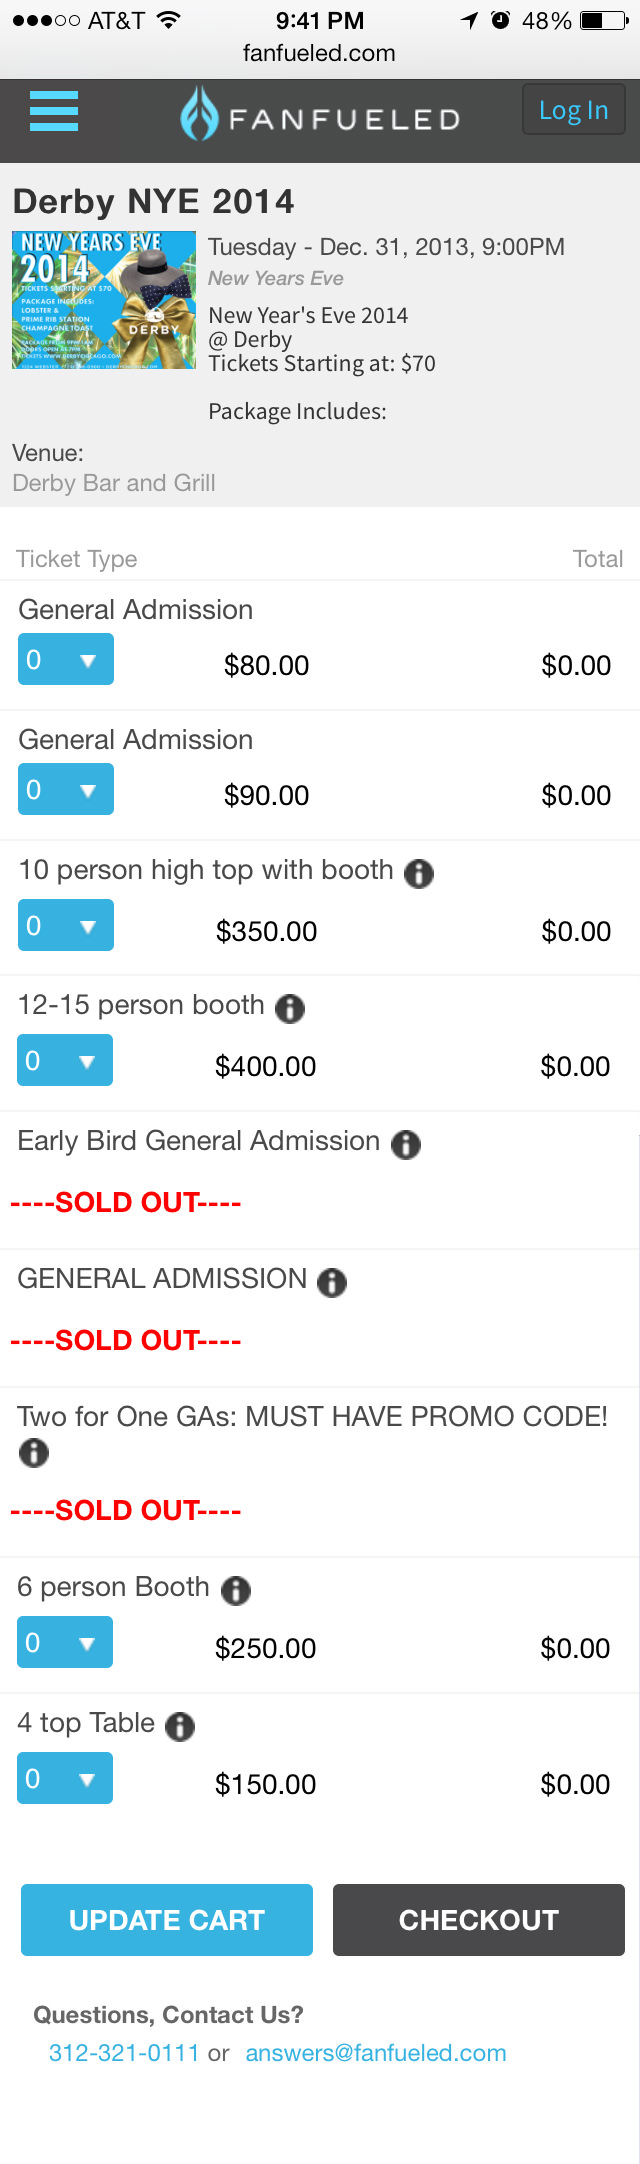 AT&T 9:41 PM 48%
fanfueled.com
FANFUELED
Log In
Derby NYE 2014
NEW YEARS EVE
2014
TICKETS STARTING AT $70
PACKAGE INCLUDES:
LOBSTER &
PRIME RIB STATION
CHAMPAGNE TOAST
DERBY
Tuesday - Dec. 31, 2013, 9:00PM
New Years Eve
New Year's Eve 2014
@ Derby
Tickets Starting at: $70
Package Includes:
Venue:
Derby Bar and Grill
Ticket Type Total
General Admission
0 $80.00 $0.00
General Admission
0 $90.00 $0.00
10 person high top with booth i
0 $350.00 $0.00
12-15 person booth i
0 $400.00 $0.00
Early Bird General Admission i
----SOLD OUT----
GENERAL ADMISSION i
----SOLD OUT----
Two for One GAs: MUST HAVE PROMO CODE!
i
----SOLD OUT----
6 person Booth i
0 $250.00 $0.00
4 top Table i
0 $150.00 $0.00
UPDATE CART CHECKOUT
Questions, Contact Us?
312-321-0111 or answers@fanfueled.com